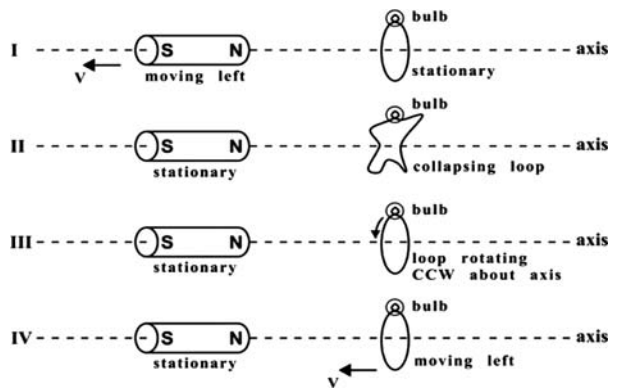 bulb
I S N axis
V moving left stationary
bulb
II S N axis
stationary collapsing loop
bulb
III S N axis
stationary loop rotating
CCW about axis
bulb
IV S N axis
stationary moving left
V